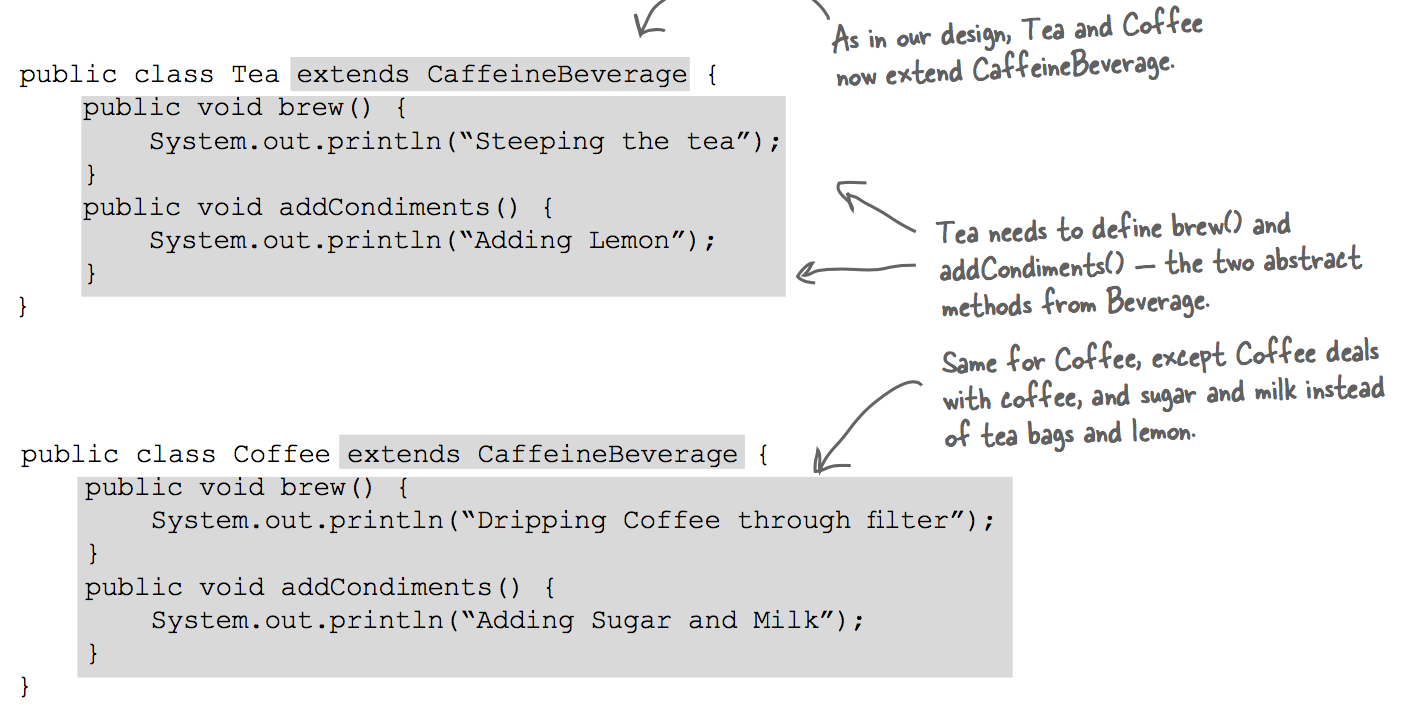 As in our design, Tea and Coffee
now extend CaffeineBeverage.
public class Tea extends CaffeineBeverage {
public void brew() {
System.out.println(“Steeping the tea”);
}
public void addCondiments() {
System.out.println(“Adding Lemon”);
}
}
Tea needs to define brew() and
addCondiments() — the two abstract
methods from Beverage.
Same for Coffee, except Coffee deals
with coffee, and sugar and milk instead
of tea bags and lemon.
public class Coffee extends CaffeineBeverage {
public void brew() {
System.out.println(“Dripping Coffee through filter”);
}
public void addCondiments() {
System.out.println(“Adding Sugar and Milk”);
}
}